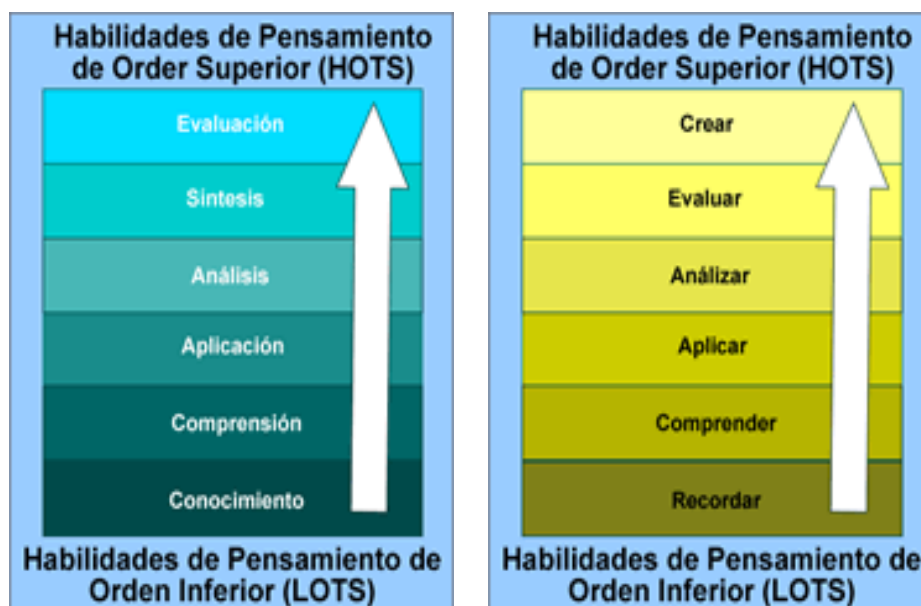 Habilidades de Pensamiento
de Order Superior (HOTS)
Evaluación
Síntesis
Análisis
Aplicación
Comprensión
Conocimiento
Habilidades de Pensamiento de
Orden Inferior (LOTS)
Habilidades de Pensamiento
de Order Superior (HOTS)
Crear
Evaluar
Análizar
Aplicar
Comprender
Recordar
Habilidades de Pensamiento de
Orden Inferior (LOTS)